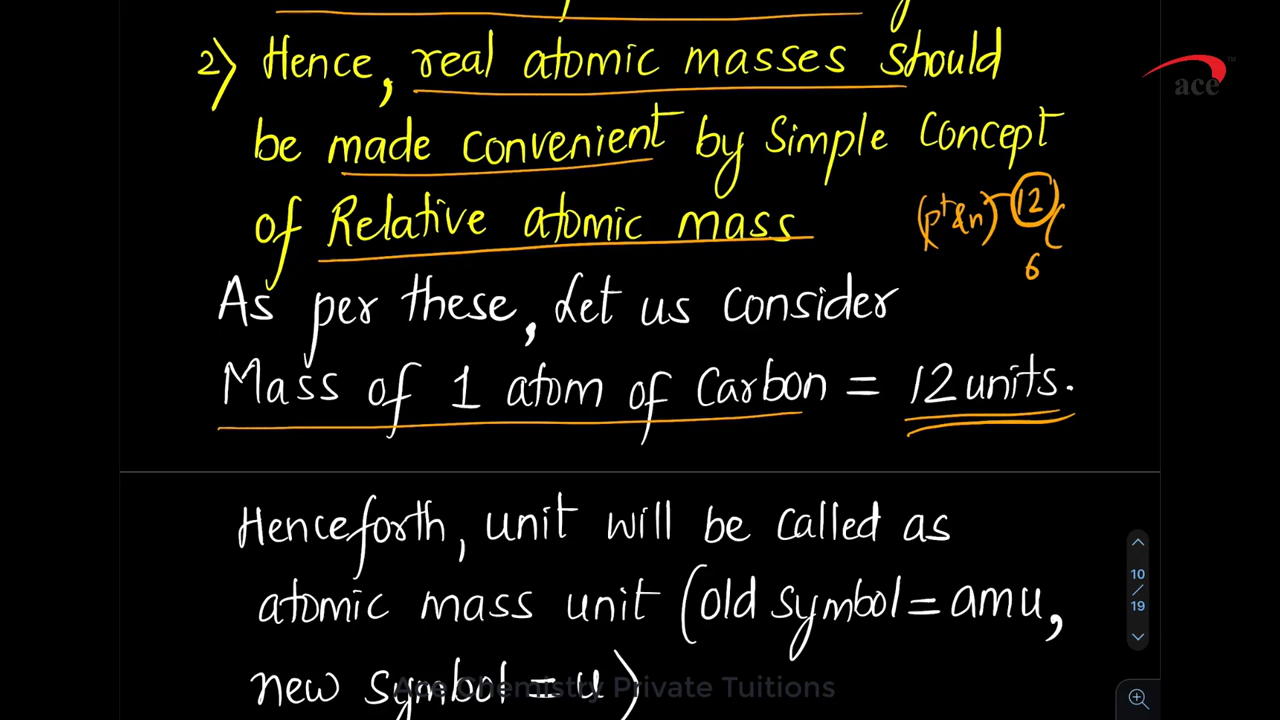 2) Hence, real atomic masses should
ace
TM
be made convenient by Simple Concept
of Relative atomic mass
(p+&n) 12
6
As per these, Let us Consider
Mass of 1 atom of Carbon = 12 units.
Henceforth, unit will be called as
atomic mass unit (old symbol = amu,
new symbol = u)
Ace Chemistry Private Tuitions
10
/
19